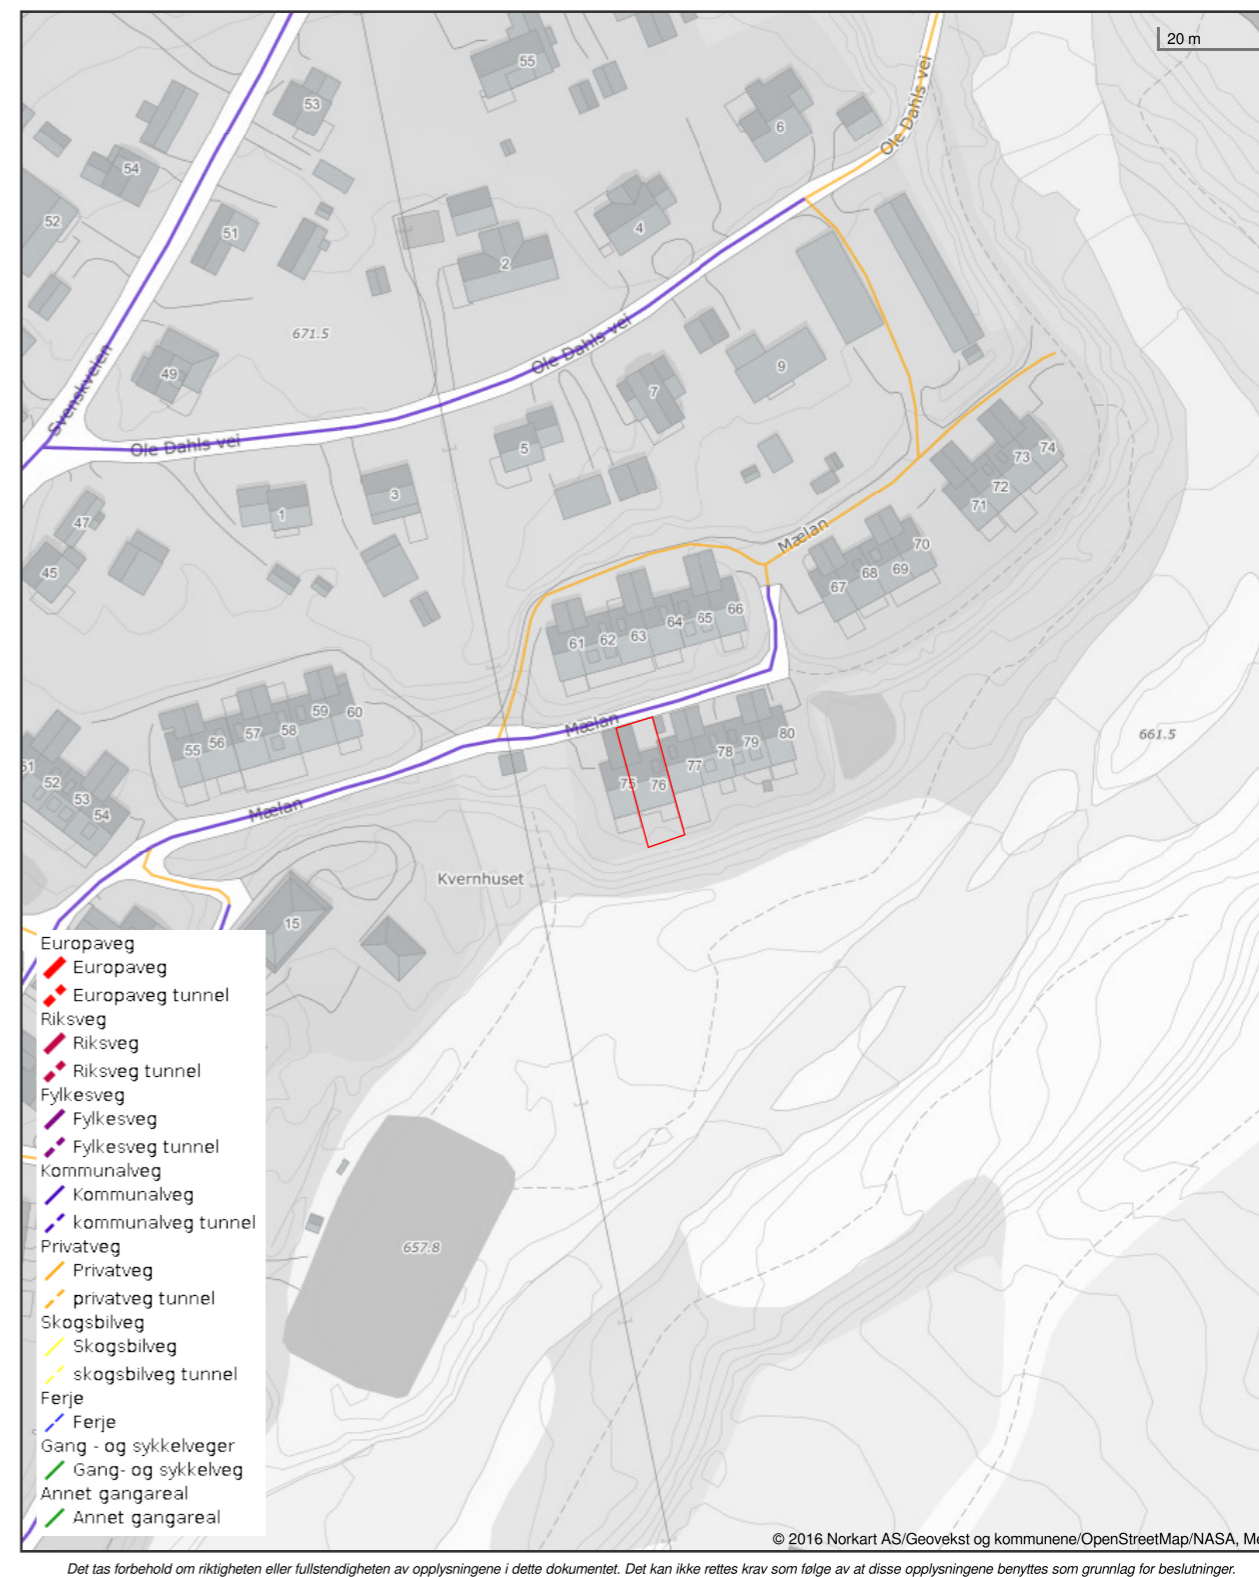 20 m
55
53
6
Ole Dahls vei
54
52
51
4
2
671.5
Ole Dahls vei
49
9
7
Svenskveien
Ole Dahls vei
5
74
73
3
72
1
71
47
Mælan
70
45
68
69
67
66
65
64
63
62
61
60
59
58
57
56
55
Mælan
80
79
78
77
76
75
661.5
51
52
53
54
Mælan
Kvernhuset
15
657.8
Europaveg
Europaveg
Europaveg tunnel
Riksveg
Riksveg
Riksveg tunnel
Fylkesveg
Fylkesveg
Fylkesveg tunnel
Kommunalveg
Kommunalveg
kommunalveg tunnel
Privatveg
Privatveg
privatveg tunnel
Skogsbilveg
Skogsbilveg
skogsbilveg tunnel
Ferje
Ferje
Gang - og sykkelveger
Gang- og sykkelveg
Annet gangareal
Annet gangareal
© 2016 Norkart AS/Geovekst og kommunene/OpenStreetMap/NASA, Me
Det tas forbehold om riktigheten eller fullstendigheten av opplysningene i dette dokumentet. Det kan ikke rettes krav som følge av at disse opplysningene benyttes som grunnlag for beslutninger.